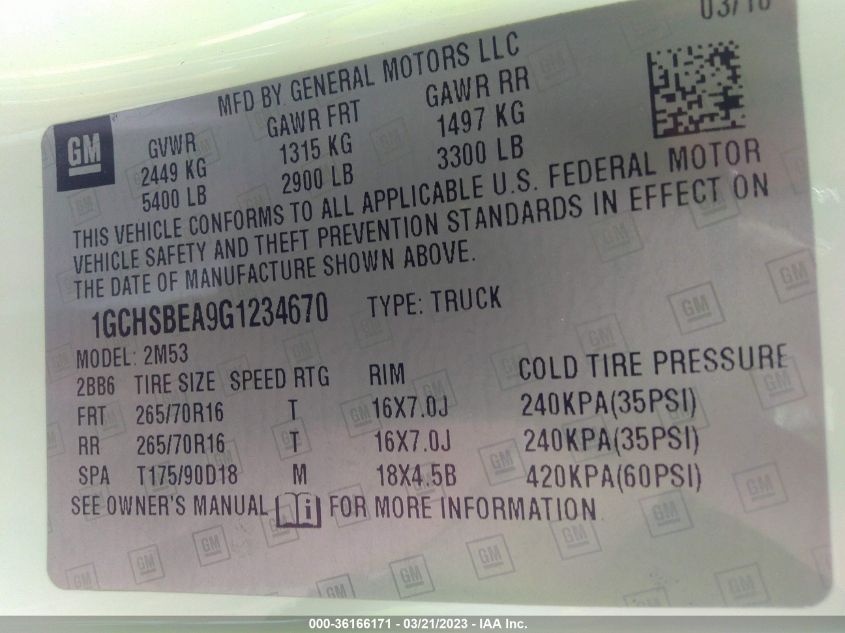 03/16
MFD BY GENERAL MOTORS LLC
GM
GVWR GAWR FRT GAWR RR
2449 KG 1315 KG 1497 KG
5400 LB 2900 LB 3300 LB
THIS VEHICLE CONFORMS TO ALL APPLICABLE U.S. FEDERAL MOTOR
VEHICLE SAFETY AND THEFT PREVENTION STANDARDS IN EFFECT ON
THE DATE OF MANUFACTURE SHOWN ABOVE.
1GCHSBEA9G1234670 TYPE: TRUCK
MODEL: 2M53
2BB6 TIRE SIZE SPEED RTG RIM COLD TIRE PRESSURE
FRT 265/70R16 T 16X7.0J 240KPA(35PSI)
RR 265/70R16 T 16X7.0J 240KPA(35PSI)
SPA T175/90D18 M 18X4.5B 420KPA(60PSI)
SEE OWNER'S MANUAL i FOR MORE INFORMATION.
000-36166171 — 03/21/2023 — IAA Inc.